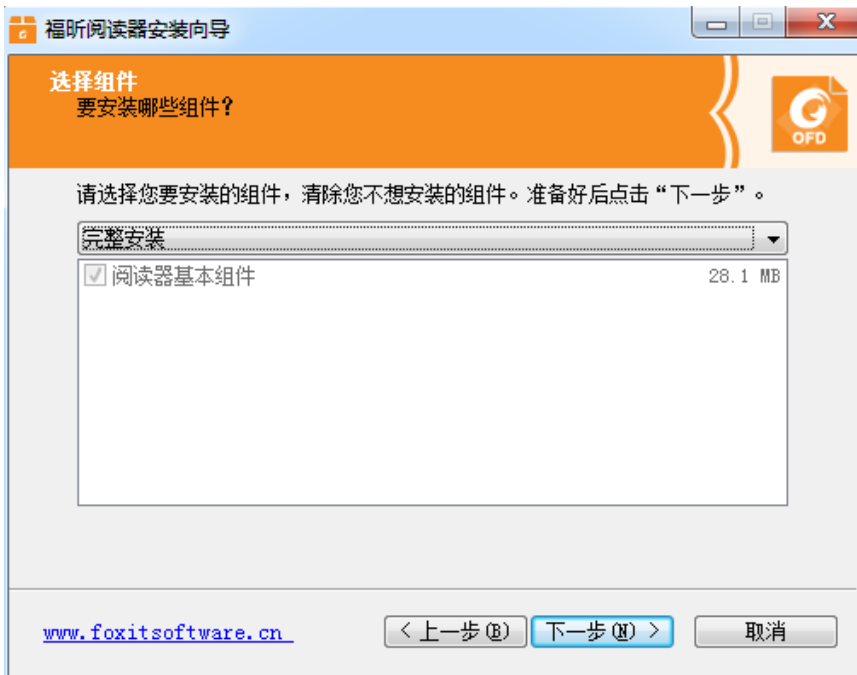 福昕阅读器安装向导
选择组件
要安装哪些组件？
OFD
请选择您要安装的组件，清除您不想安装的组件。准备好后点击“下一步”。
完整安装
阅读器基本组件 28.1 MB
www.foxitsoftware.cn < 上一步(B) 下一步(N) > 取消